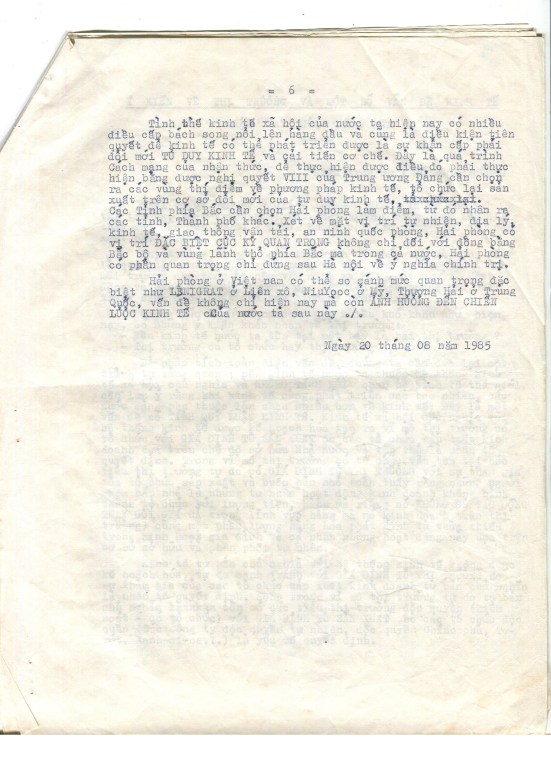 = 6 =
Tình thế kinh tế xã hội của nước ta hiện nay có nhiều
điều cấp bách song nổi lên hàng đầu và cũng là điều kiện tiên
quyết để kinh tế có thể phát triển được là sự khẩn cấp phải
đổi mới TƯ DUY KINH TẾ và cải tiến cơ chế. Đây là quá trình
Cách mạng của nhận thức, để thực hiện được điều đó phải thực
hiện bằng được nghị quyết VIII của Trung ương Đảng cần chọn
ra các vùng thí điểm về phương pháp kinh tế, tổ chức lại sản
xuất trên cơ sở đổi mới của tư duy kinh tế,
Các Tỉnh phía Bắc cần chọn Hải phòng làm điểm, từ đó nhân ra
các tỉnh, Thành phố khác. Xét về mặt vị trí tự nhiên, địa lý,
kinh tế, giao thông vận tải, an ninh quốc phòng, Hải phòng có
vị trí ĐẶC BIỆT CỰC KỲ QUAN TRỌNG không chỉ đối với đồng bằng
Bắc bộ và vùng lãnh thổ phía Bắc mà trong cả nước, Hải phòng
có phần quan trọng chỉ đứng sau Hà nội về ý nghĩa chính trị.
Hải phòng ở Việt nam có thể so sánh mức quan trọng đặc
biệt như LENIGRAT ở Liên xô, NiuYooc ở Mỹ, Thượng Hải ở Trung
Quốc, vấn đề không chỉ hiện nay mà còn ẢNH HƯỞNG ĐẾN CHIẾN
LƯỢC KINH TẾ của nước ta sau này ./.
Ngày 20 tháng 08 năm 1985